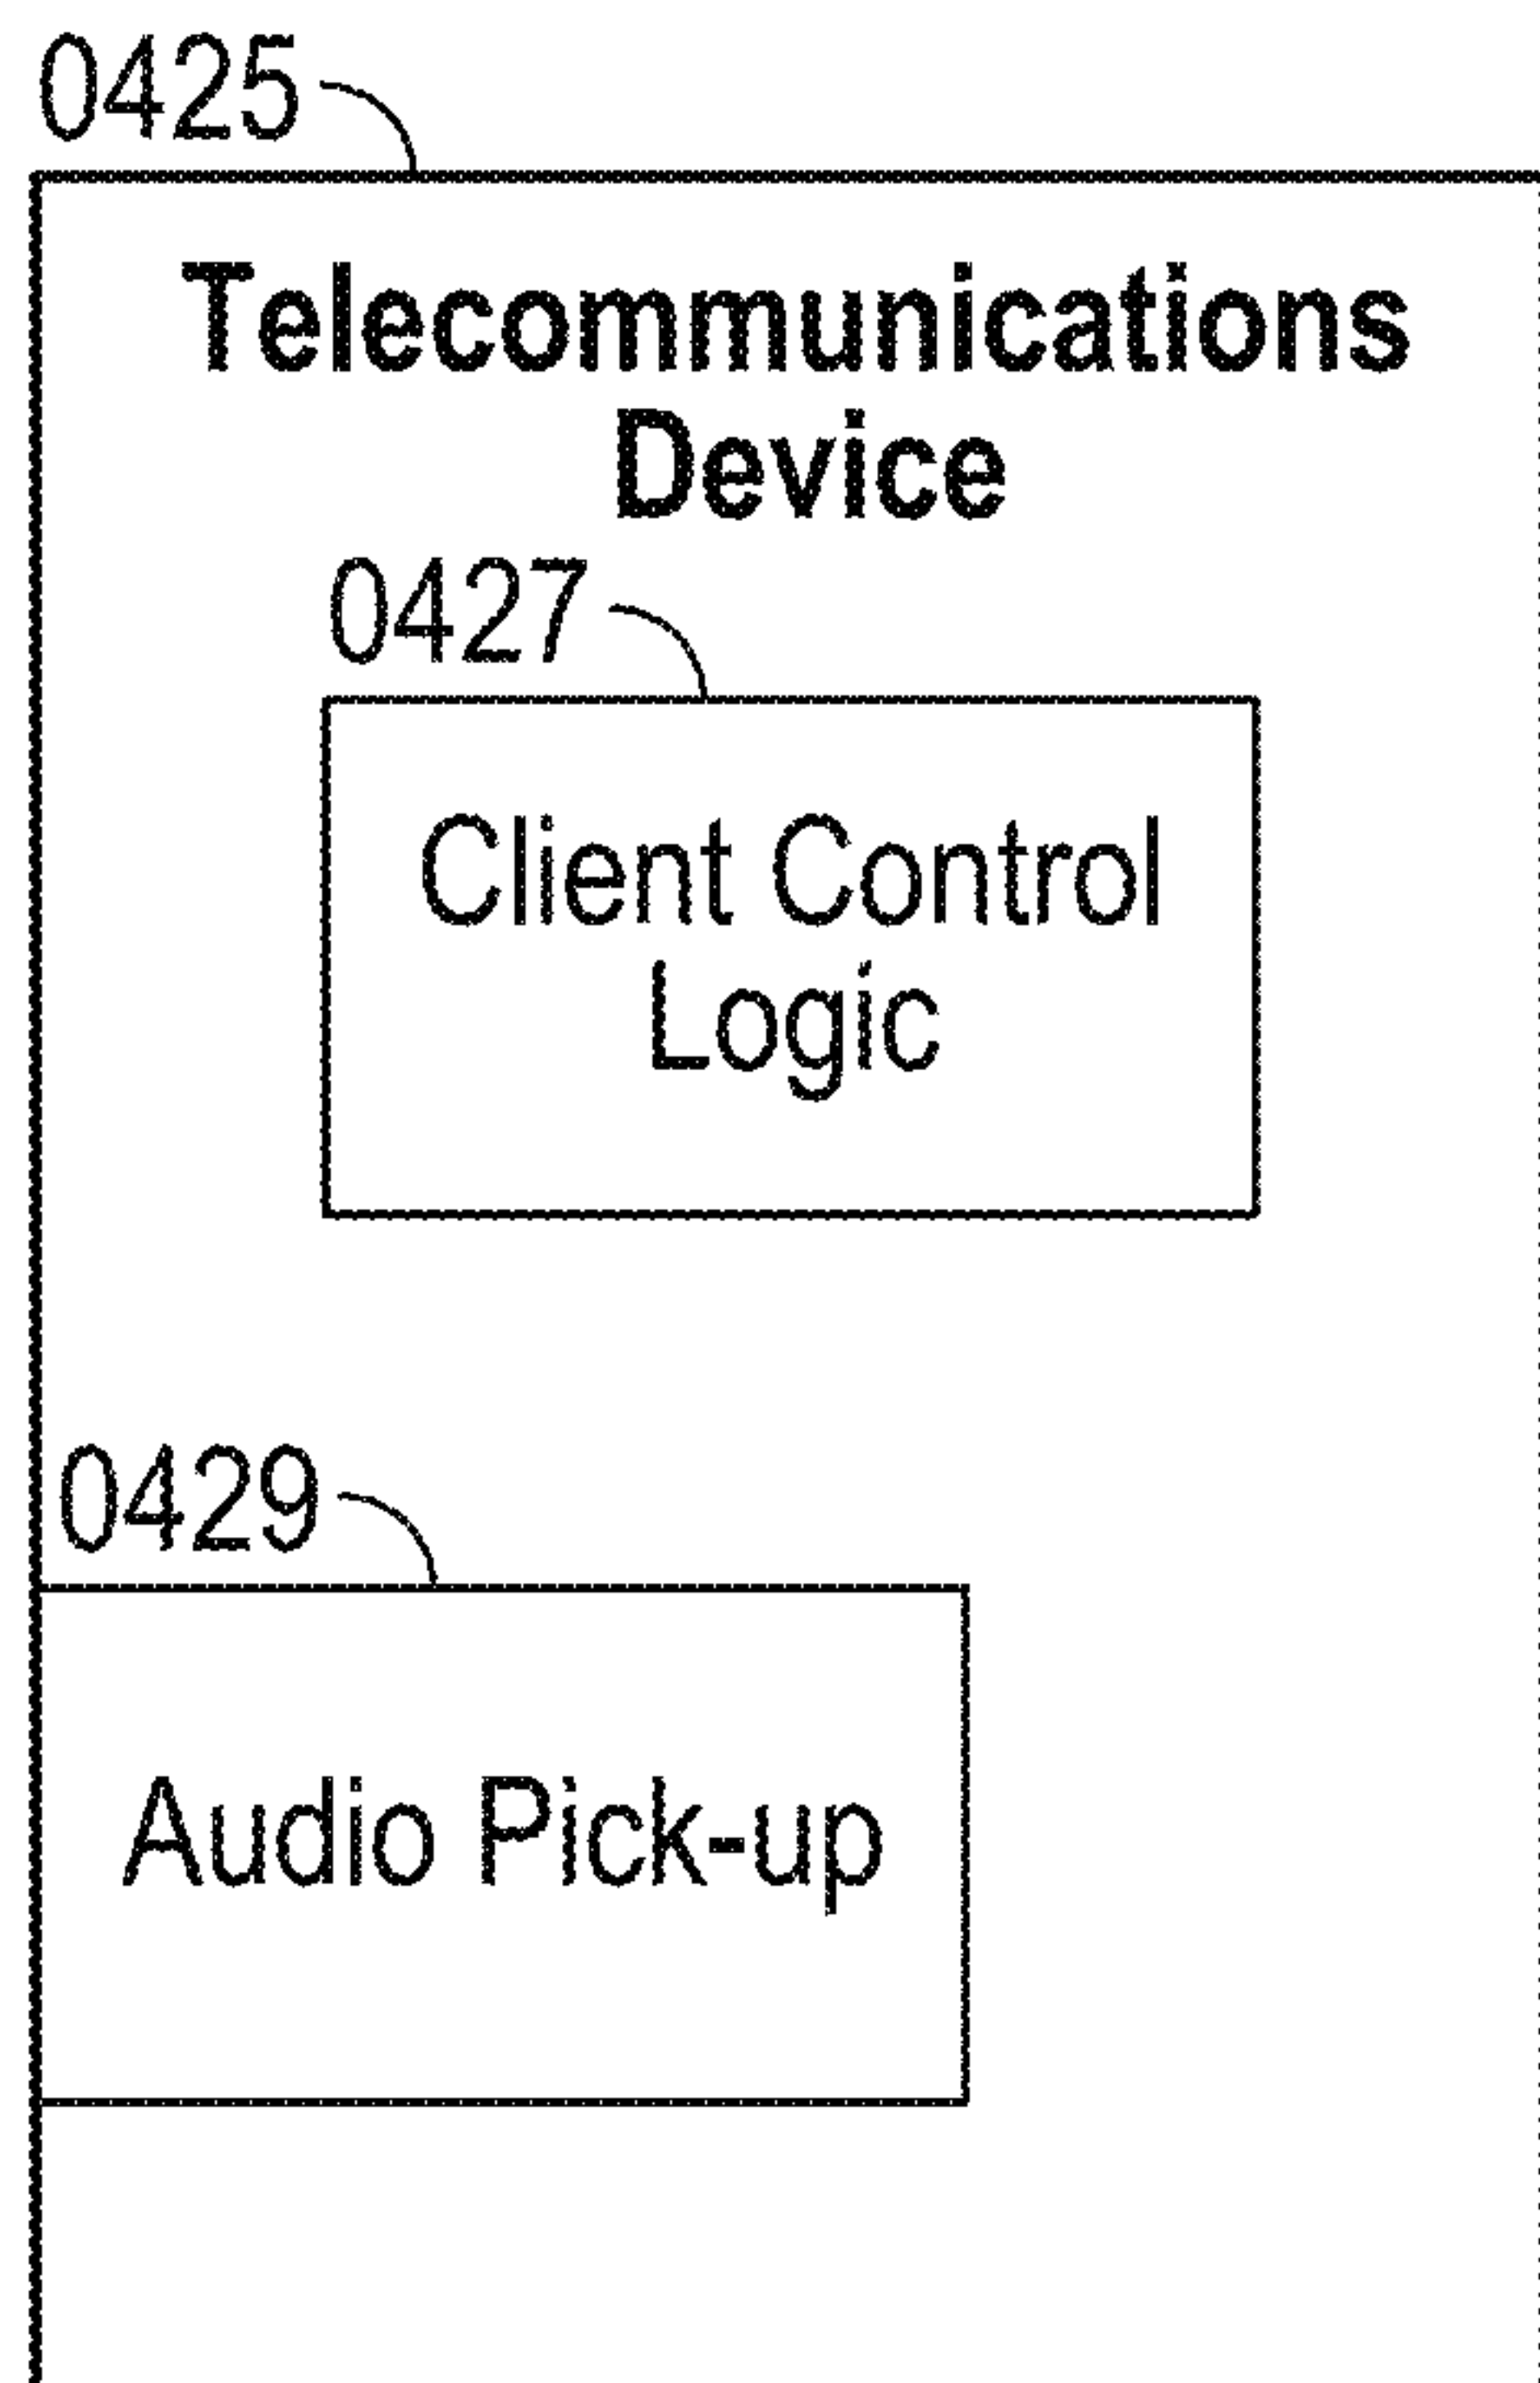 0425
Telecommunications
Device
0427
Client Control
Logic
0429
Audio Pick-up